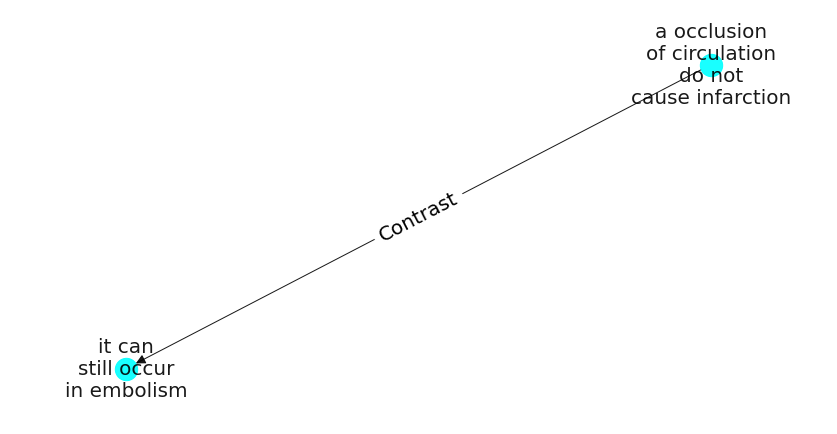 a occlusion
of circulation
do not
cause infarction
Contrast
it can
still occur
in embolism